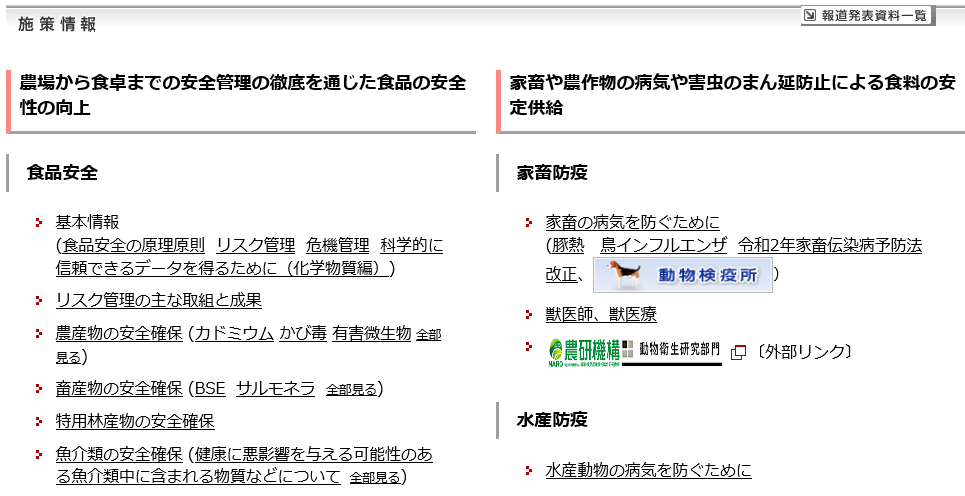 施策情報
報道発表資料一覧
農場から食卓までの安全管理の徹底を通じた食品の安全
性の向上
食品安全
基本情報
(食品安全の原理原則 リスク管理 危機管理 科学的に
信頼できるデータを得るために（化学物質編）)
リスク管理の主な取組と成果
農産物の安全確保 (カドミウム かび毒 有害微生物 全部
見る)
畜産物の安全確保 (BSE サルモネラ 全部見る)
特用林産物の安全確保
魚介類の安全確保 (健康に悪影響を与える可能性のあ
る魚介類中に含まれる物質などについて 全部見る)
家畜や農作物の病気や害虫のまん延防止による食料の安
定供給
家畜防疫
家畜の病気を防ぐために
(豚熱 鳥インフルエンザ 令和2年家畜伝染病予防法
改正、 動物検疫所)
獣医師、獣医療
農研機構 動物衛生研究部門 〔外部リンク〕
NARO
水産防疫
水産動物の病気を防ぐために